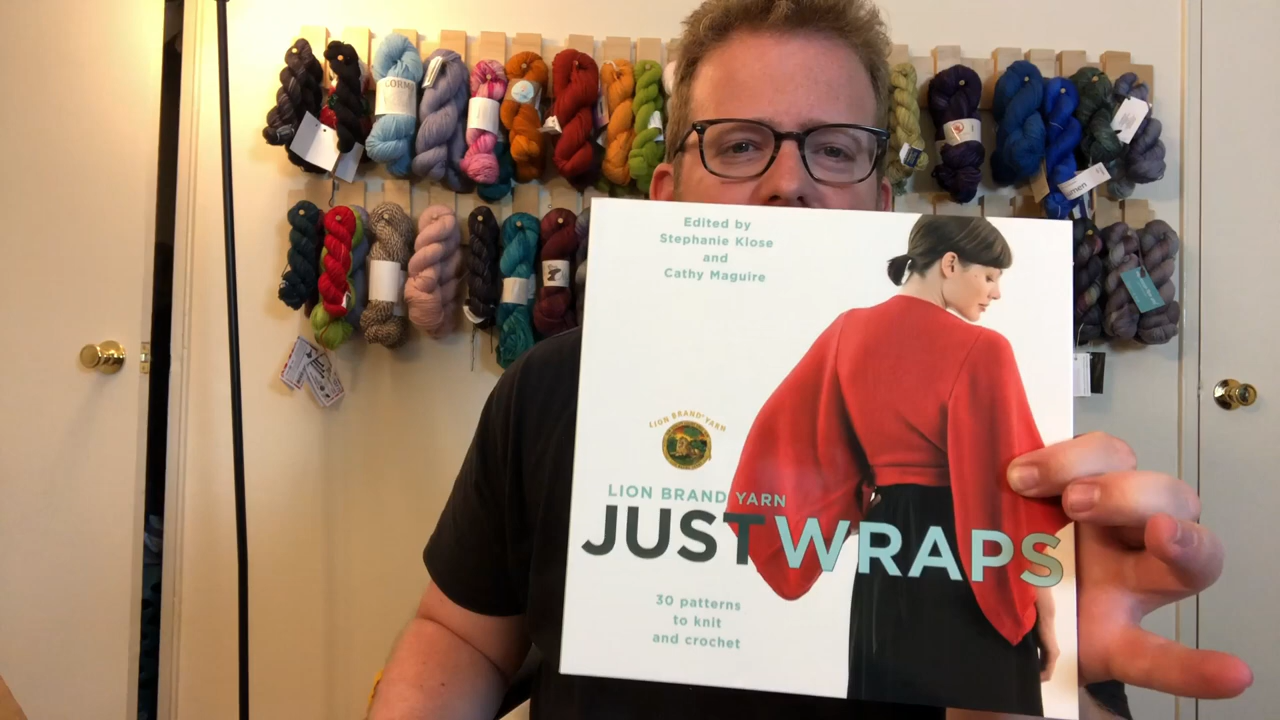 CORM
Edited by
Stephanie Klose
and
Cathy Maguire
LION BRAND® YARN
LION BRAND YARN
JUST WRAPS
30 patterns
to knit
and crochet